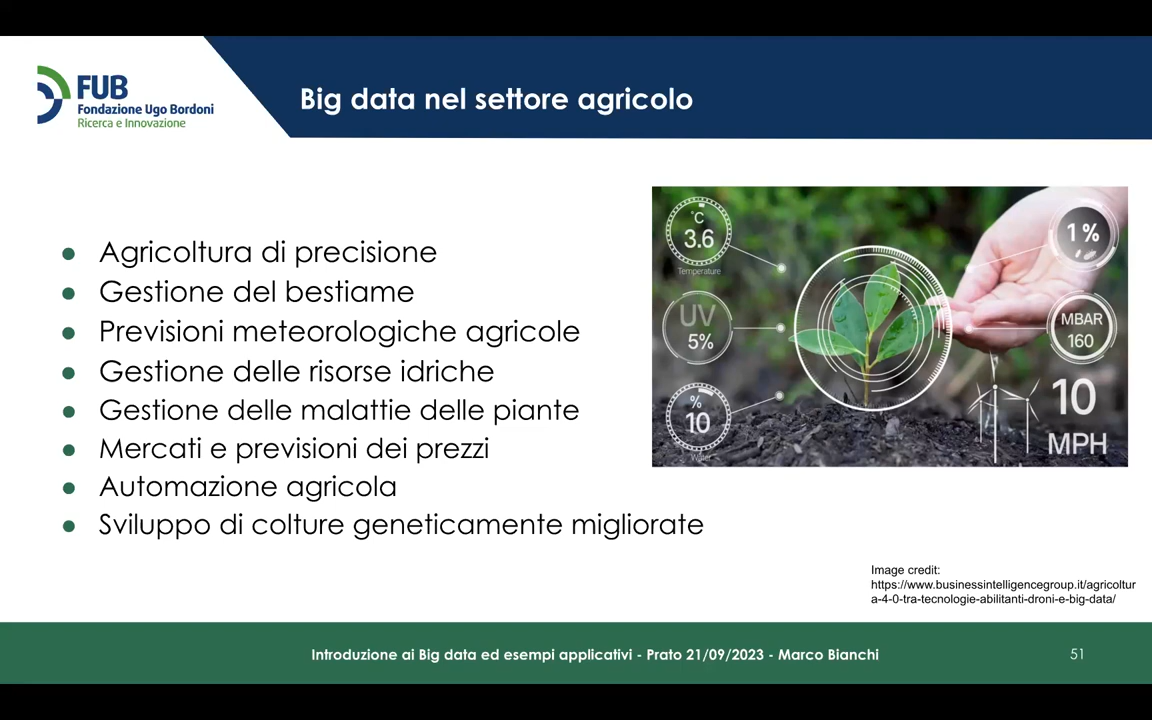 FUB
Fondazione Ugo Bordoni
Ricerca e Innovazione
Big data nel settore agricolo
● Agricoltura di precisione
● Gestione del bestiame
● Previsioni meteorologiche agricole
● Gestione delle risorse idriche
● Gestione delle malattie delle piante
● Mercati e previsioni dei prezzi
● Automazione agricola
● Sviluppo di colture geneticamente migliorate
°C
3.6
Temperature
UV
5%
%
10
Water
1 %
MBAR
160
10
MPH
Image credit:
https://www.businessintelligencegroup.it/agricoltur
a-4-0-tra-tecnologie-abilitanti-droni-e-big-data/
Introduzione ai Big data ed esempi applicativi - Prato 21/09/2023 - Marco Bianchi
51